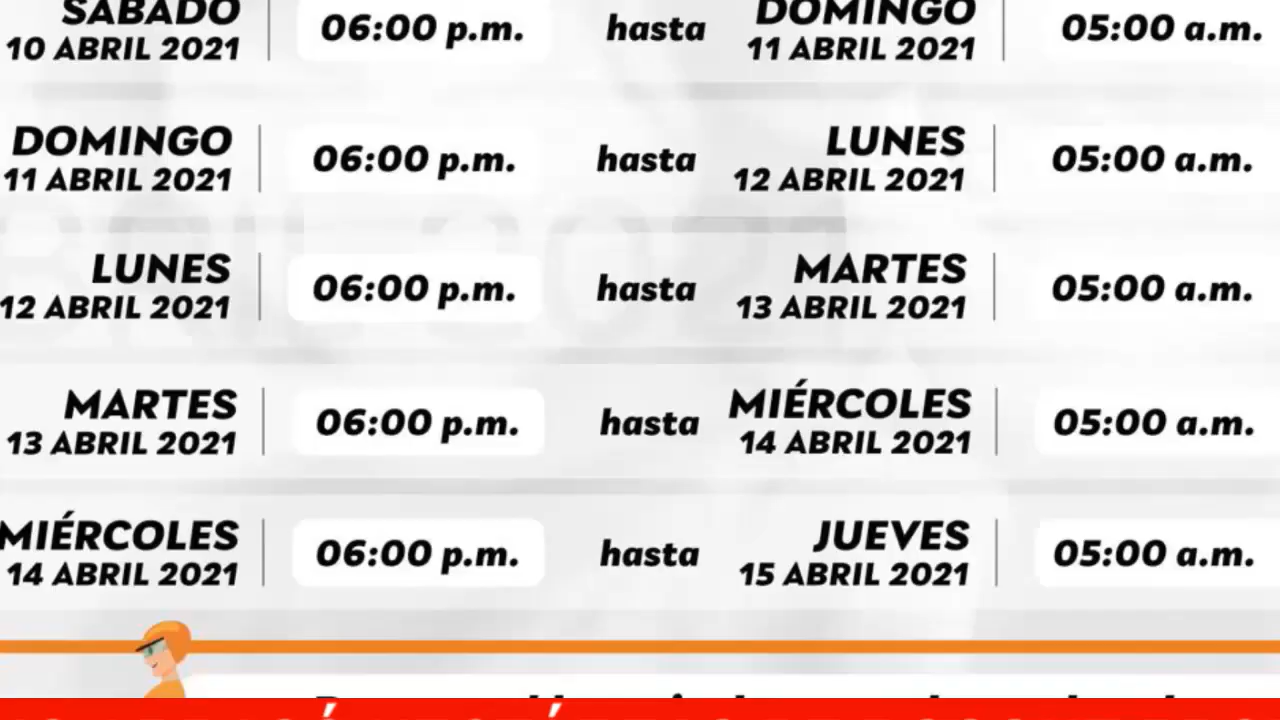 SÁBADO
10 ABRIL 2021
06:00 p.m.
hasta
DOMINGO
11 ABRIL 2021
05:00 a.m.
DOMINGO
11 ABRIL 2021
06:00 p.m.
hasta
LUNES
12 ABRIL 2021
05:00 a.m.
LUNES
12 ABRIL 2021
06:00 p.m.
hasta
MARTES
13 ABRIL 2021
05:00 a.m.
MARTES
13 ABRIL 2021
06:00 p.m.
hasta
MIÉRCOLES
14 ABRIL 2021
05:00 a.m.
MIÉRCOLES
14 ABRIL 2021
06:00 p.m.
hasta
JUEVES
15 ABRIL 2021
05:00 a.m.